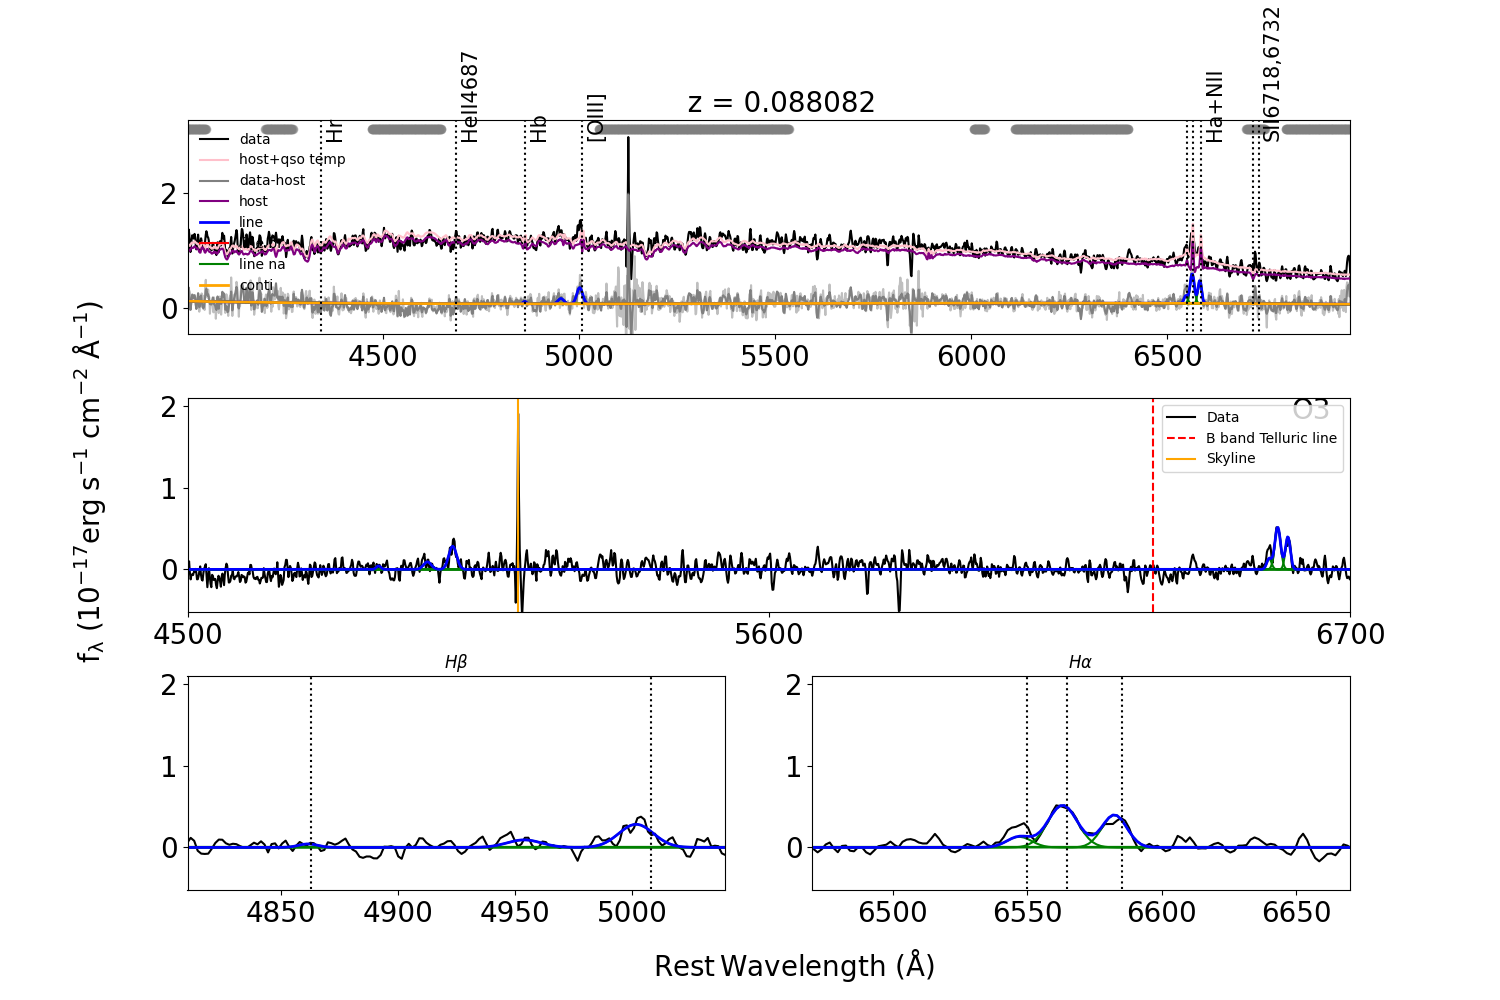 z = 0.088082
Hr
HeII4687
Hb
[OIII]
Ha+NII
SII6718,6732
data
host+qso temp
data-host
host
line
line na
conti
2
0
4500
5000
5500
6000
6500
fλ (10−17erg s−1 cm−2 Å−1)
O3
Data
B band Telluric line
Skyline
2
1
0
4500
5600
6700
Hβ
2
1
0
4850
4900
4950
5000
Hα
2
1
0
6500
6550
6600
6650
Rest Wavelength (Å)